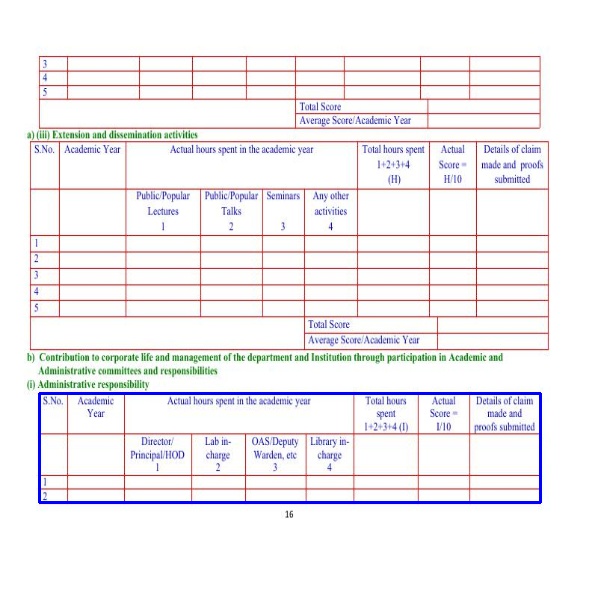 3
4
5
Total Score
Average Score/Academic Year
a) (iii) Extension and dissemination activities
S.No. Academic Year Actual hours spent in the academic year Total hours spent Actual Details of claim
1+2+3+4 Score = made and proofs
(H) H/10 submitted
Public/Popular Public/Popular Seminars Any other
Lectures Talks activities
1 2 3 4
1
2
3
4
5
Total Score
Average Score/Academic Year
b) Contribution to corporate life and management of the department and Institution through participation in Academic and
Administrative committees and responsibilities
(i) Administrative responsibility
S.No. Academic Actual hours spent in the academic year Total hours Actual Details of claim
Year spent Score = made and
1+2+3+4 (I) I/10 proofs submitted
Director/ Lab in- OAS/Deputy Library in-
Principal/HOD charge Warden, etc charge
1 2 3 4
1
2
16